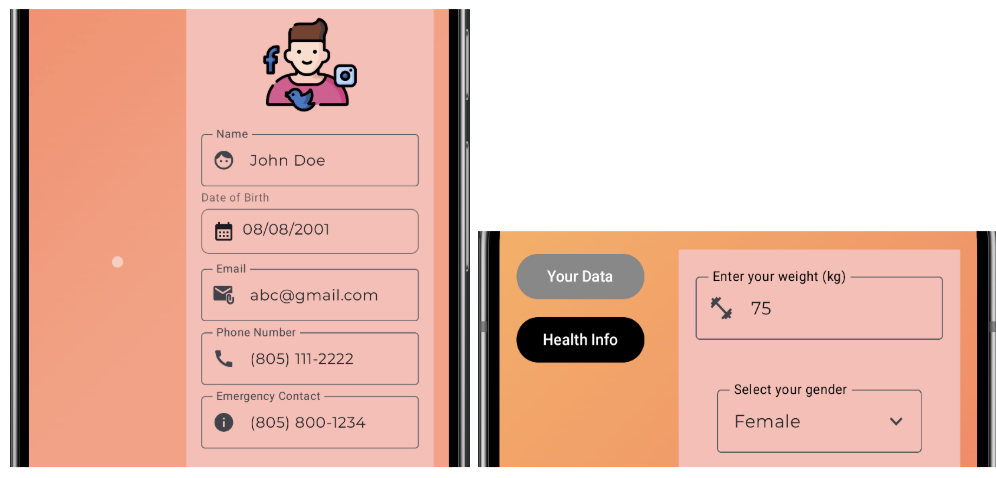 Name
John Doe
Date of Birth
08/08/2001
Email
abc@gmail.com
Phone Number
(805) 111-2222
Emergency Contact
(805) 800-1234
Your Data
Health Info
Enter your weight (kg)
75
Select your gender
Female